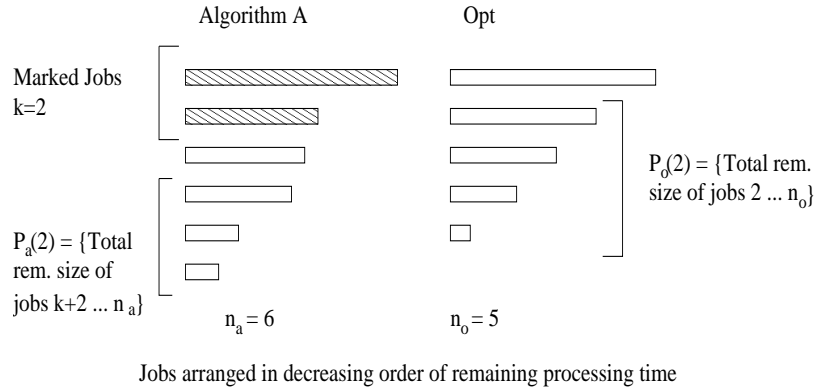 Algorithm A
Opt
Marked Jobs
k=2
P_a(2) = {Total
rem. size of
jobs k+2 ... n_a}
P_o(2) = {Total rem.
size of jobs 2 ... n_o}
n_a = 6
n_o = 5
Jobs arranged in decreasing order of remaining processing time